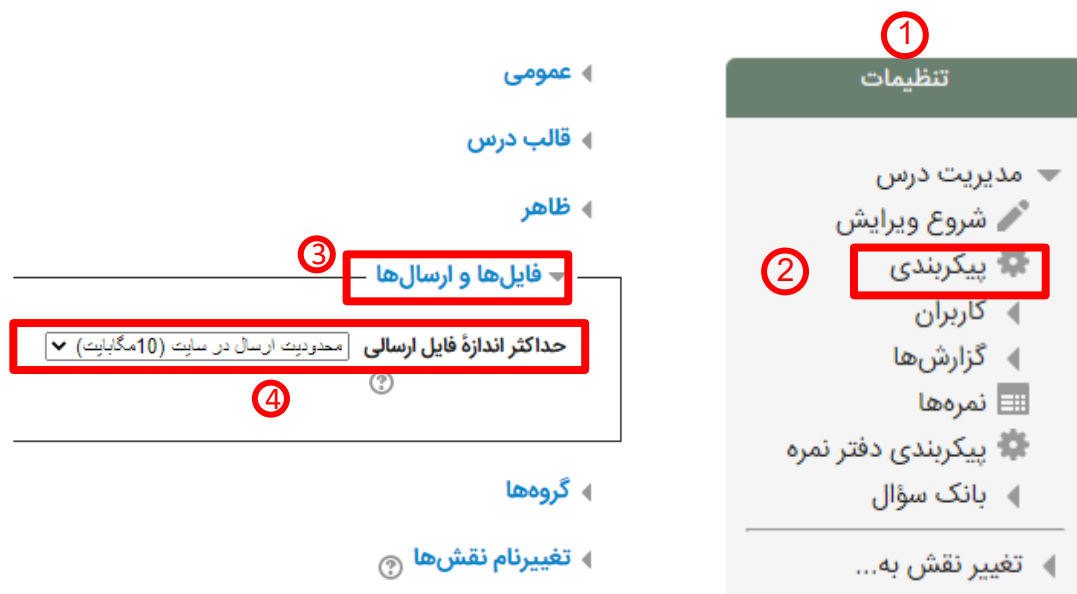 1
تنظیمات
مدیریت درس
شروع ویرایش
2
پیکربندی
کاربران
گزارش‌ها
نمره‌ها
پیکربندی دفتر نمره
بانک سؤال
تغییر نقش به...
عمومی
قالب درس
ظاهر
3
فایل‌ها و ارسال‌ها
حداکثر اندازهٔ فایل ارسالی محدودیت ارسال در سایت (10مگابایت)
?
4
گروه‌ها
تغییرنام نقش‌ها ?